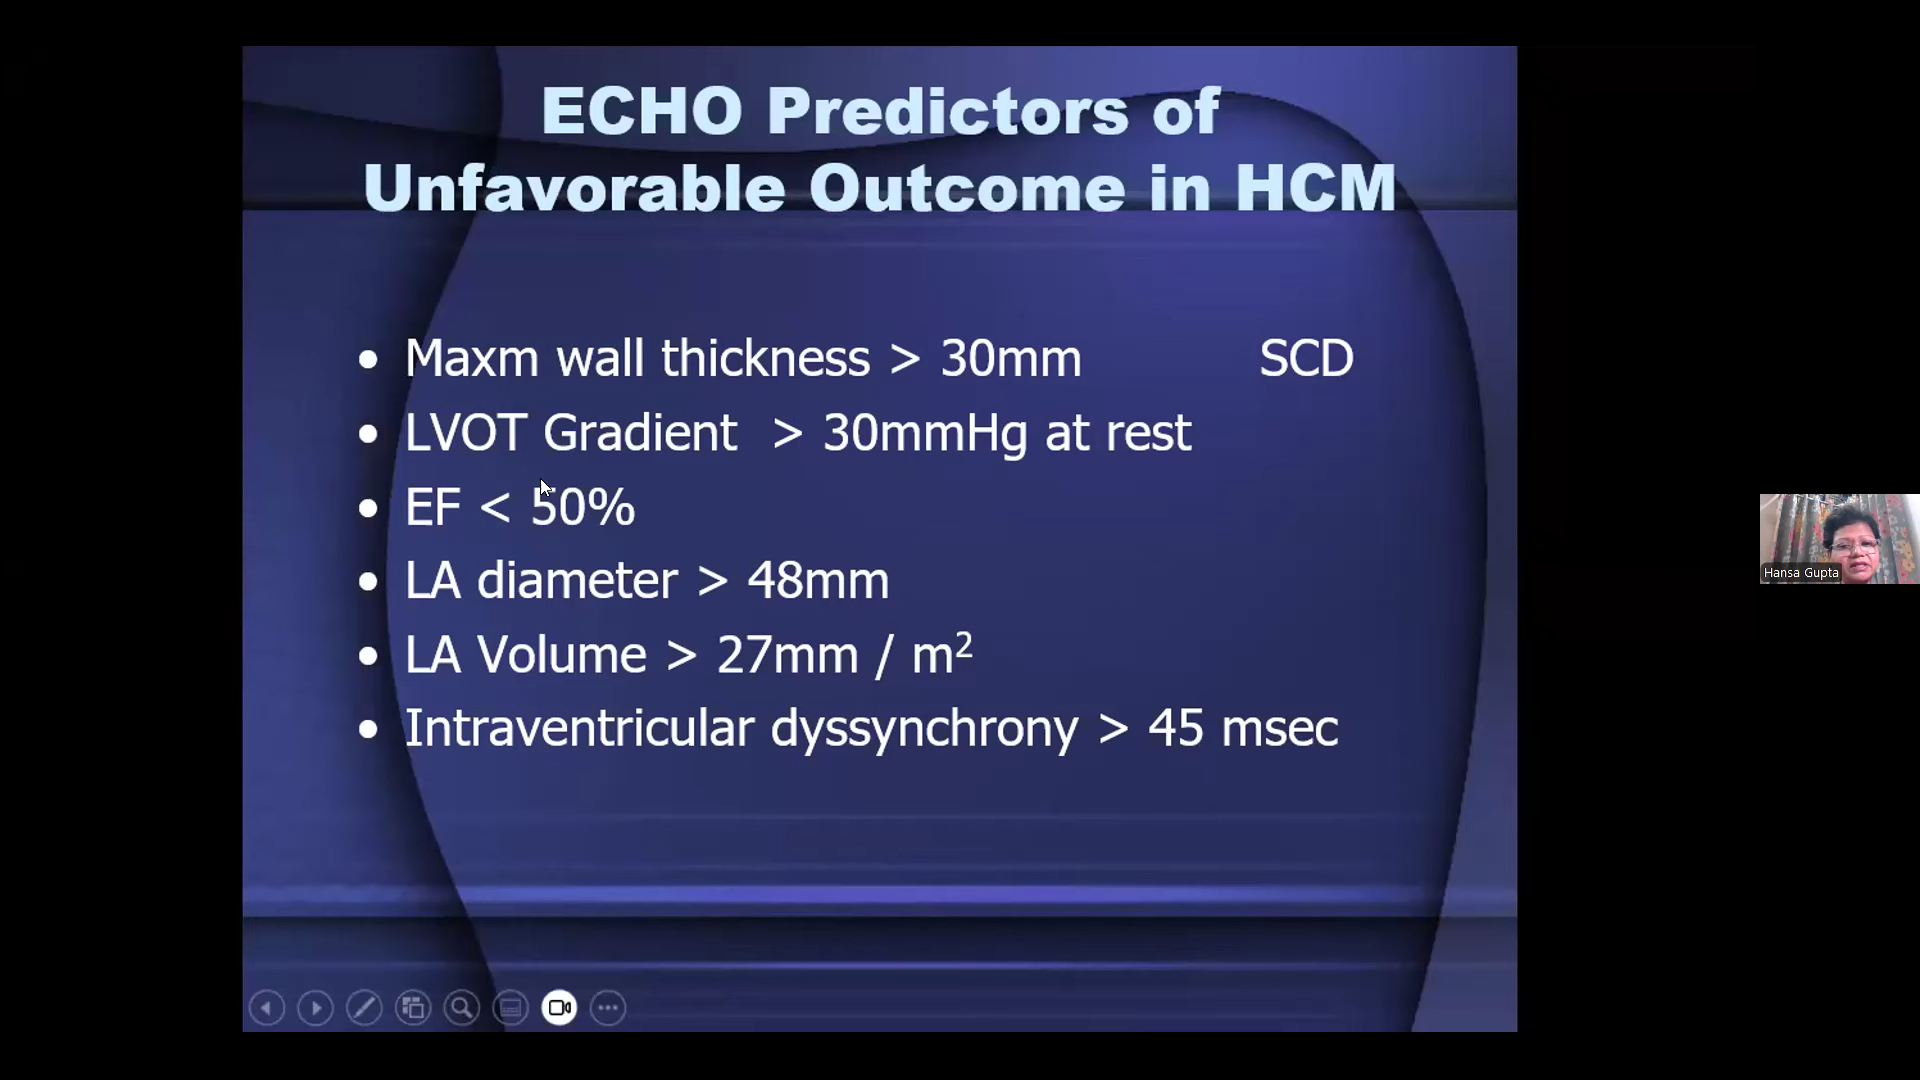 ECHO Predictors of
Unfavorable Outcome in HCM
• Maxm wall thickness > 30mm SCD
• LVOT Gradient > 30mmHg at rest
• EF < 50%
• LA diameter > 48mm
• LA Volume > 27mm / m²
• Intraventricular dyssynchrony > 45 msec
Hansa Gupta